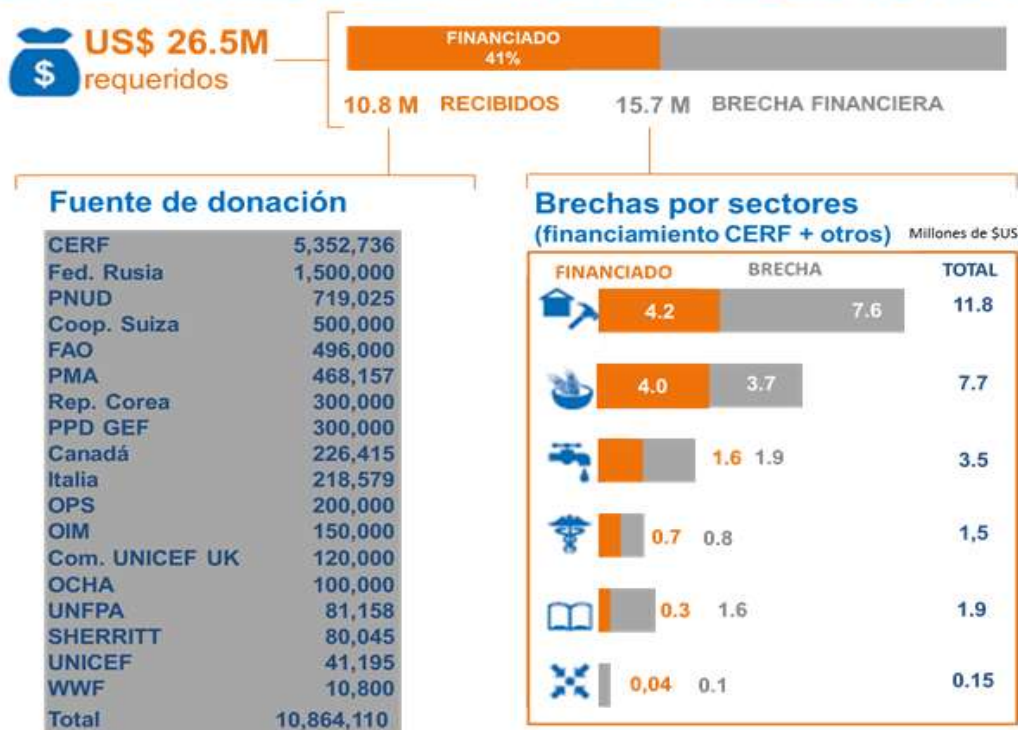 US$ 26.5M
requeridos
FINANCIADO
41%
10.8 M RECIBIDOS 15.7 M BRECHA FINANCIERA
Fuente de donación
CERF 5,352,736
Fed. Rusia 1,500,000
PNUD 719,025
Coop. Suiza 500,000
FAO 496,000
PMA 468,157
Rep. Corea 300,000
PPD GEF 300,000
Canadá 226,415
Italia 218,579
OPS 200,000
OIM 150,000
Com. UNICEF UK 120,000
OCHA 100,000
UNFPA 81,158
SHERRITT 80,045
UNICEF 41,195
WWF 10,800
Total 10,864,110
Brechas por sectores
(financiamiento CERF + otros) Millones de $US
FINANCIADO BRECHA TOTAL
4.2 7.6 11.8
4.0 3.7 7.7
1.6 1.9 3.5
0.7 0.8 1,5
0.3 1.6 1.9
0,04 0.1 0.15
$